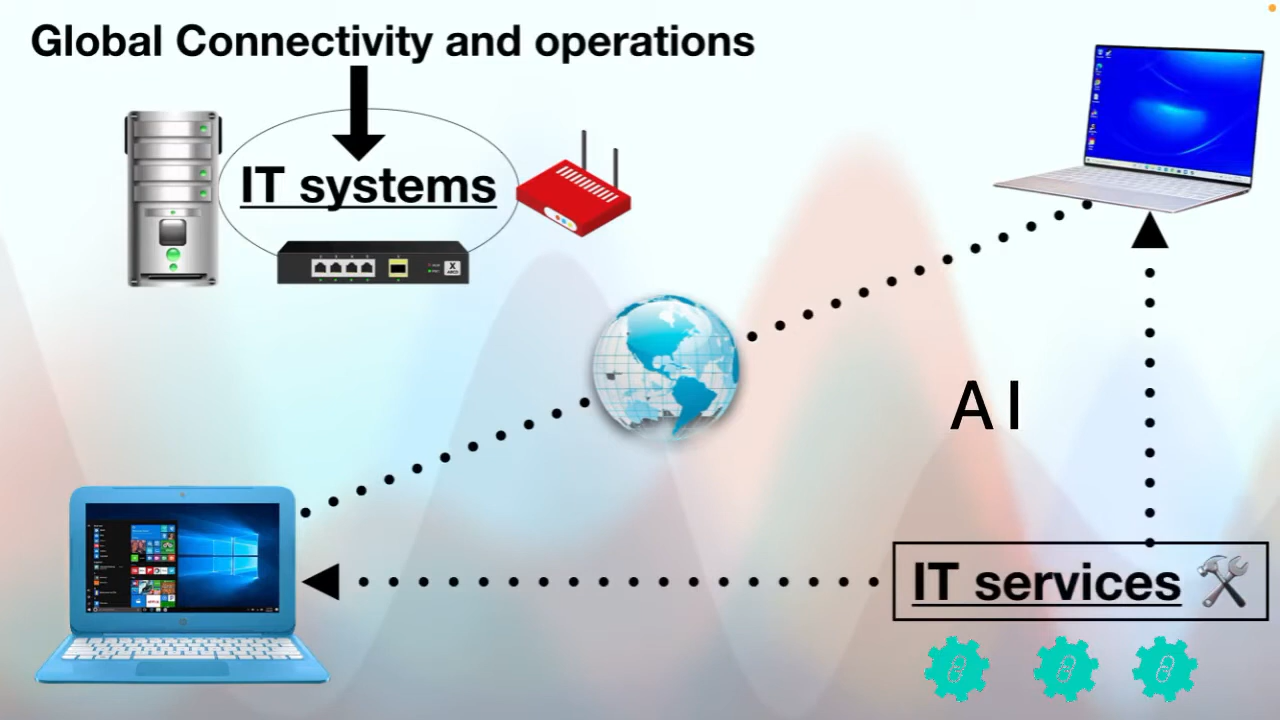 Global Connectivity and operations
IT systems
AI
IT services